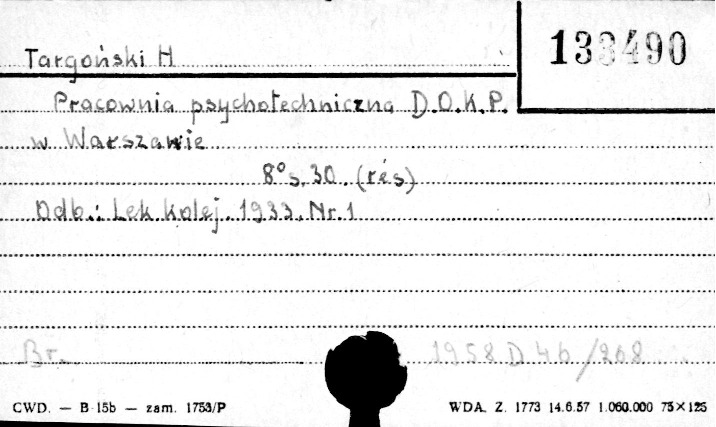 Targoński H
133490
Pracownia psychotechniczna D.O.K.P.
w Warszawie
8° s. 30. (rés)
Odb.: Lek. Kolej. 1933. Nr. 1
Br. 1958 D 46/268
CWD. — B-15b — zam. 1753/P WDA. Z. 1773 14.6.57 1.060.000 75×125